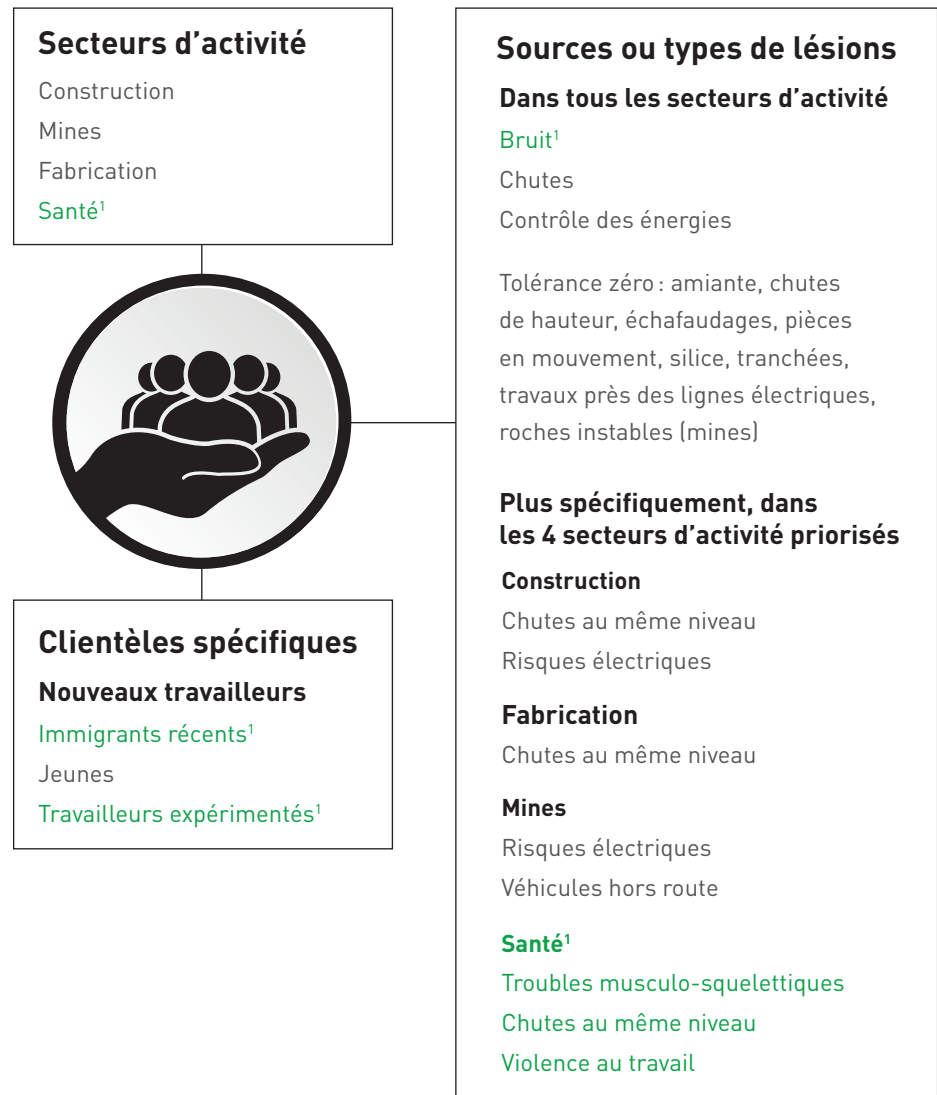 Secteurs d’activité
Construction
Mines
Fabrication
Santé¹
Clientèles spécifiques
Nouveaux travailleurs
Immigrants récents¹
Jeunes
Travailleurs expérimentés¹
Sources ou types de lésions
Dans tous les secteurs d’activité
Bruit¹
Chutes
Contrôle des énergies
Tolérance zéro : amiante, chutes
de hauteur, échafaudages, pièces
en mouvement, silice, tranchées,
travaux près des lignes électriques,
roches instables (mines)
Plus spécifiquement, dans
les 4 secteurs d’activité priorisés
Construction
Chutes au même niveau
Risques électriques
Fabrication
Chutes au même niveau
Mines
Risques électriques
Véhicules hors route
Santé¹
Troubles musculo-squelettiques
Chutes au même niveau
Violence au travail